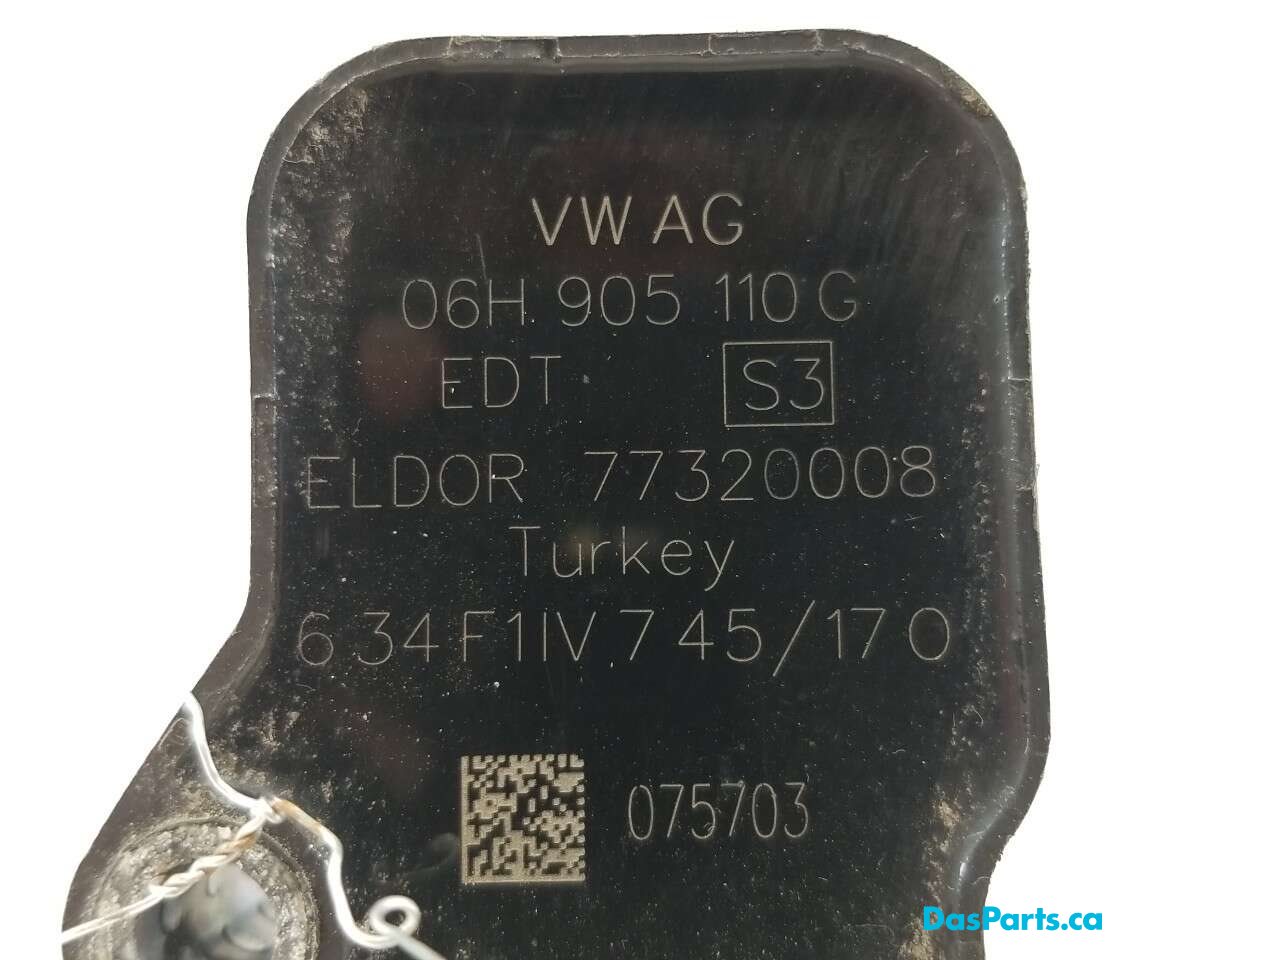 VW AG
06H 905 110 G
EDT S3
ELDOR 77320008
Turkey
6 34 F1IV 7 45/17 0
075703
DasParts.ca